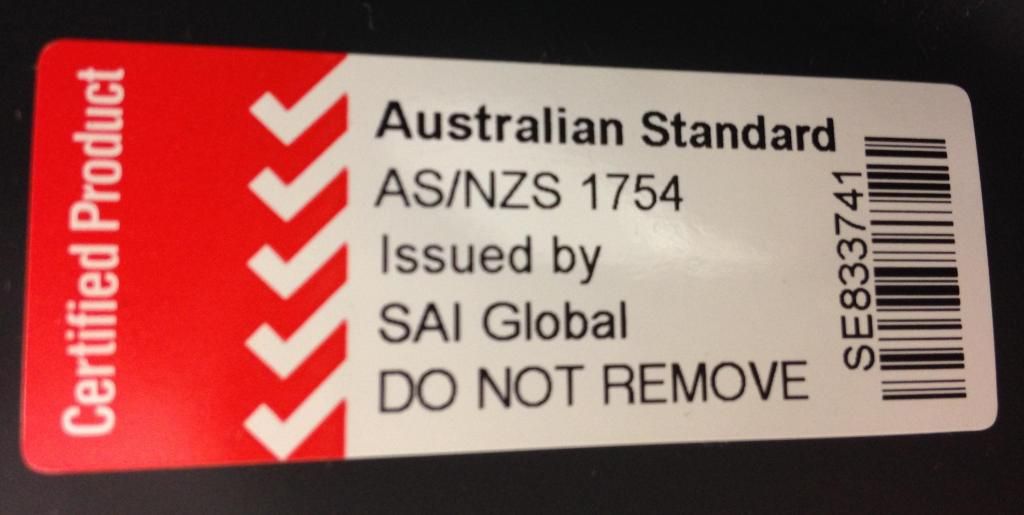 Certified Product
Australian Standard
AS/NZS 1754
Issued by
SAI Global
DO NOT REMOVE
SE833741